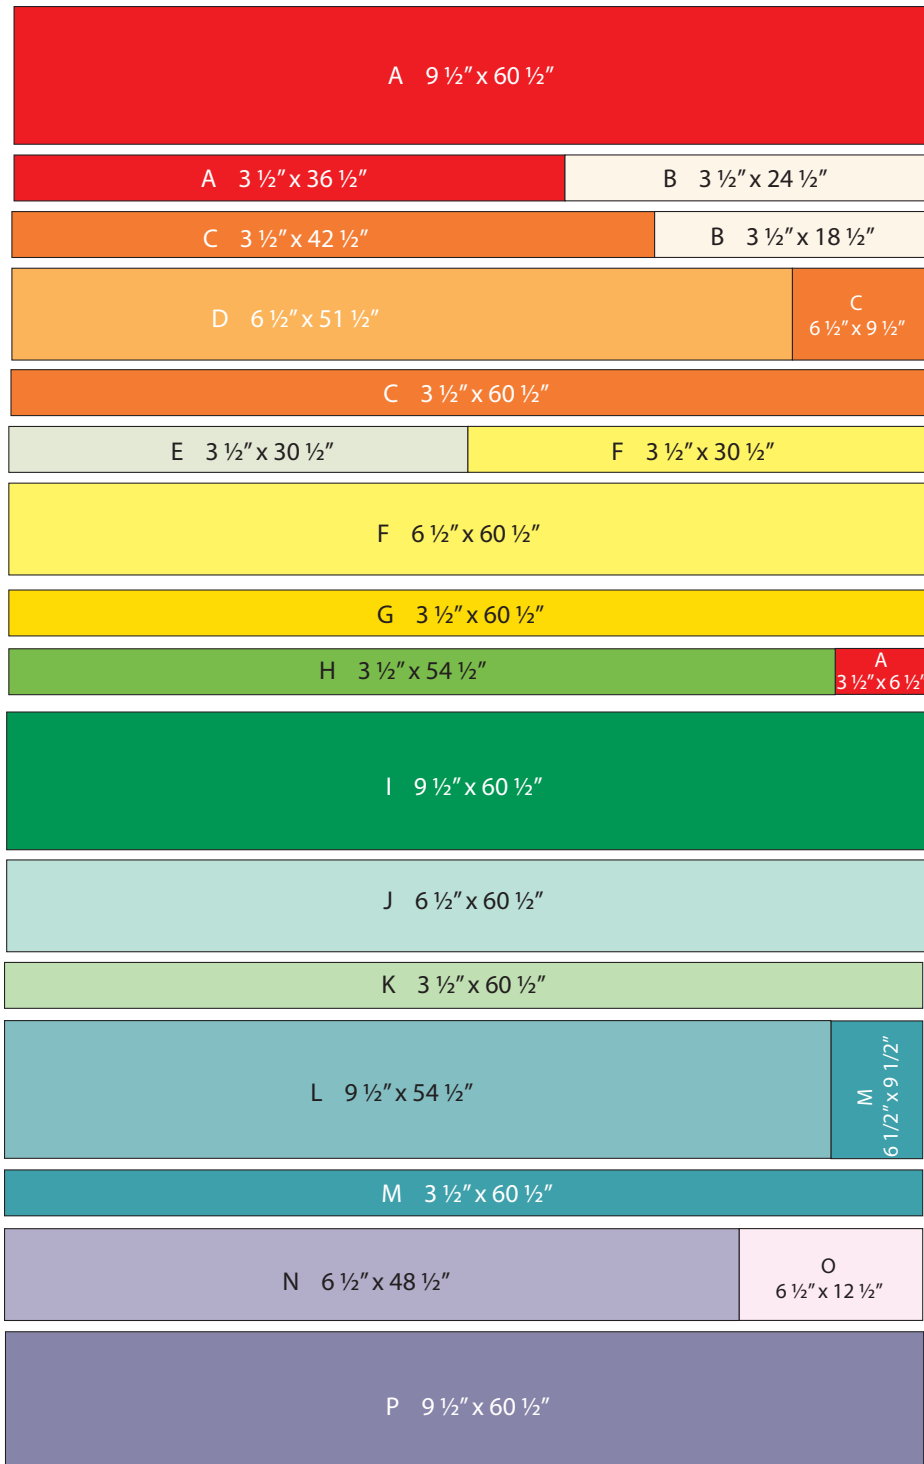 A 9 ½" x 60 ½"
A 3 ½" x 36 ½"
B 3 ½" x 24 ½"
C 3 ½" x 42 ½"
B 3 ½" x 18 ½"
D 6 ½" x 51 ½"
C
6 ½" x 9 ½"
C 3 ½" x 60 ½"
E 3 ½" x 30 ½"
F 3 ½" x 30 ½"
F 6 ½" x 60 ½"
G 3 ½" x 60 ½"
H 3 ½" x 54 ½"
A
3 ½" x 6 ½"
I 9 ½" x 60 ½"
J 6 ½" x 60 ½"
K 3 ½" x 60 ½"
L 9 ½" x 54 ½"
M
6 1/2" x 9 1/2"
M 3 ½" x 60 ½"
N 6 ½" x 48 ½"
O
6 ½" x 12 ½"
P 9 ½" x 60 ½"